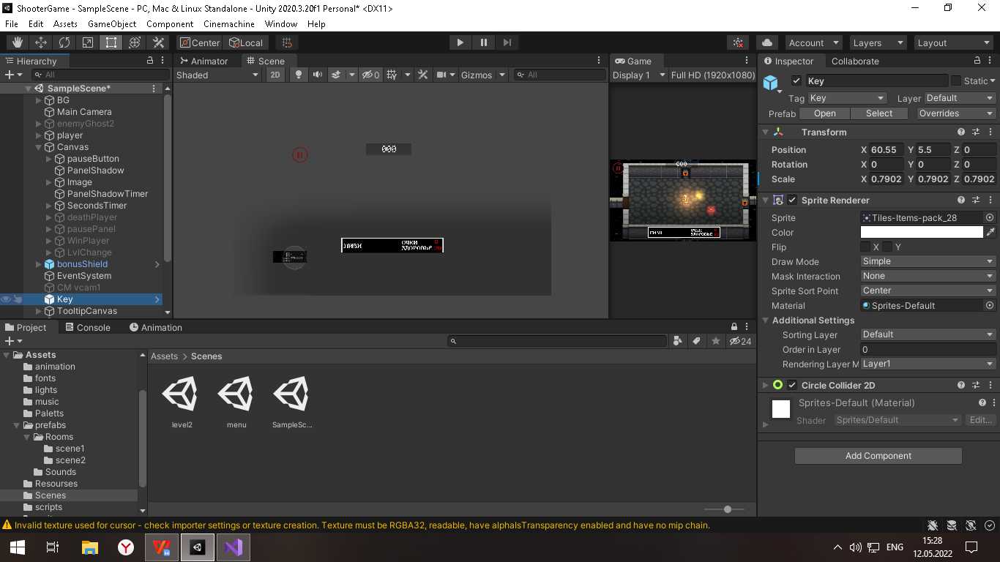 ShooterGame - SampleScene - PC, Mac & Linux Standalone - Unity 2020.3.20f1 Personal* <DX11>
File Edit Assets GameObject Component Cinemachine Window Help
Center Local Account Layers Layout
Hierarchy Animator Scene Game Inspector Collaborate
All Shaded 2D 0 Gizmos All Display 1 Full HD (1920x1080)
SampleScene*
BG
Main Camera
enemyGhost2
player
Canvas
pauseButton
PanelShadow
Image
PanelShadowTimer
SecondsTimer
deathPlayer
pausePanel
WinPlayer
LvlChange
bonusShield
EventSystem
CM vcam1
Key
TooltipCanvas
ОЧКИ
ЗДОРОВЬЕ
Key Static
Tag Key Layer Default
Prefab Open Select Overrides
Transform
Position X 60.55 Y 5.5 Z 0
Rotation X 0 Y 0 Z 0
Scale X 0.7902 Y 0.7902 Z 0.7902
Sprite Renderer
Sprite Tiles-Items-pack_28
Color
Flip X Y
Draw Mode Simple
Mask Interaction None
Sprite Sort Point Center
Material Sprites-Default
Additional Settings
Sorting Layer Default
Order in Layer 0
Rendering Layer M Layer1
Circle Collider 2D
Sprites-Default (Material)
Shader Sprites/Default Edit...
Add Component
Project Console Animation
24
Assets
animation
fonts
lights
music
Paletts
prefabs
Rooms
scene1
scene2
Sounds
Resourses
Scenes
scripts
Assets > Scenes
level2 menu SampleSc...
Invalid texture used for cursor - check importer settings or texture creation. Texture must be RGBA32, readable, have alphaIsTransparency enabled and have no mip chain.
ENG
15:28
12.05.2022